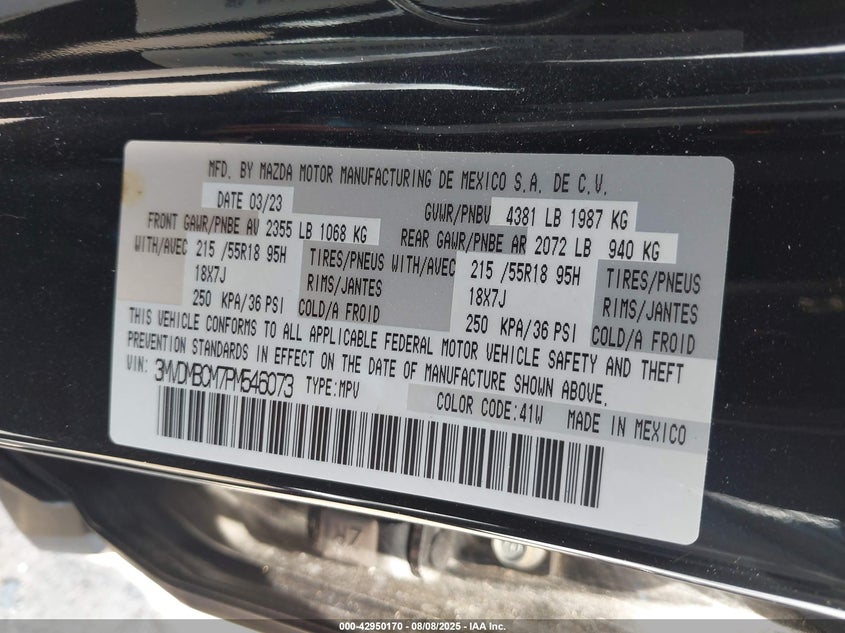 MFD. BY MAZDA MOTOR MANUFACTURING DE MEXICO S.A. DE C.V.
DATE 03/23 GVWR/PNBV 4381 LB 1987 KG
FRONT GAWR/PNBE AV 2355 LB 1068 KG REAR GAWR/PNBE AR 2072 LB 940 KG
WITH/AVEC 215 /55R18 95H TIRES/PNEUS WITH/AVEC 215 /55R18 95H TIRES/PNEUS
18X7J RIMS/JANTES 18X7J RIMS/JANTES
250 KPA/36 PSI COLD/A FROID 250 KPA/36 PSI COLD/A FROID
THIS VEHICLE CONFORMS TO ALL APPLICABLE FEDERAL MOTOR VEHICLE SAFETY AND THEFT
PREVENTION STANDARDS IN EFFECT ON THE DATE OF MANUFACTURE SHOWN ABOVE.
VIN: 3MVDMBCM7PM546073 TYPE:MPV
COLOR CODE:41W MADE IN MEXICO
000-42950170 - 08/08/2025 - IAA Inc.